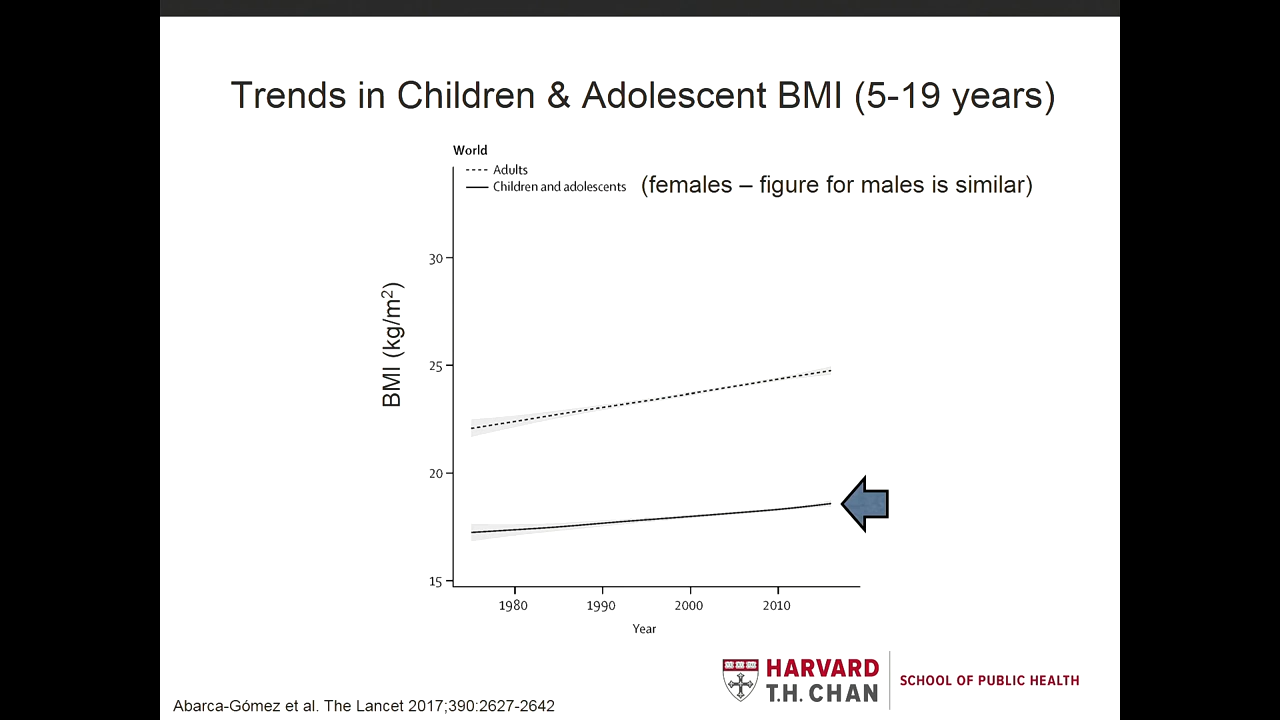 Trends in Children & Adolescent BMI (5-19 years)
World
Adults
Children and adolescents
(females – figure for males is similar)
BMI (kg/m²)
30
25
20
15
1980 1990 2000 2010
Year
HARVARD
T.H. CHAN
SCHOOL OF PUBLIC HEALTH
Abarca-Gómez et al. The Lancet 2017;390:2627-2642